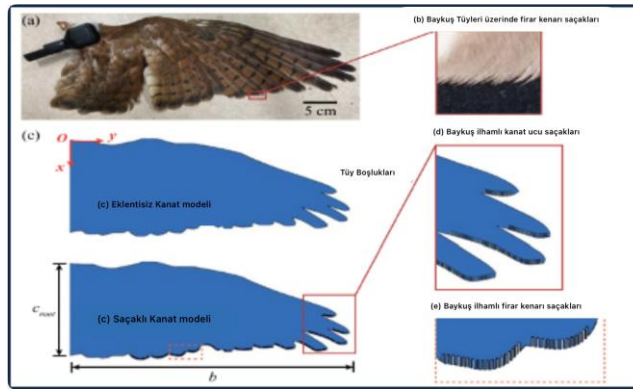 (a)
5 cm
(b) Baykuş Tüyleri üzerinde firar kenarı saçakları
(c)
O
y
x
(c) Eklentisiz Kanat modeli
Tüy Boşlukları
(d) Baykuş ilhamlı kanat ucu saçakları
(c) Saçaklı Kanat modeli
c_root
b
(e) Baykuş ilhamlı firar kenarı saçakları